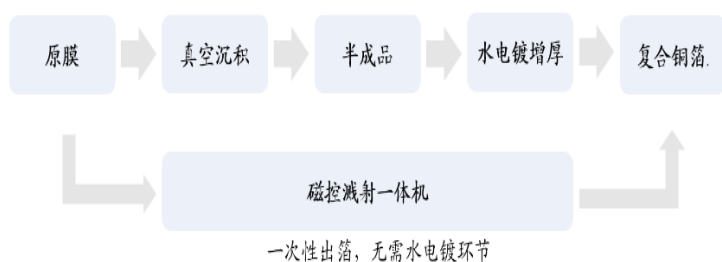 原膜
真空沉积
半成品
水电镀增厚
复合铜箔.
磁控溅射一体机
一次性出箔，无需水电镀环节